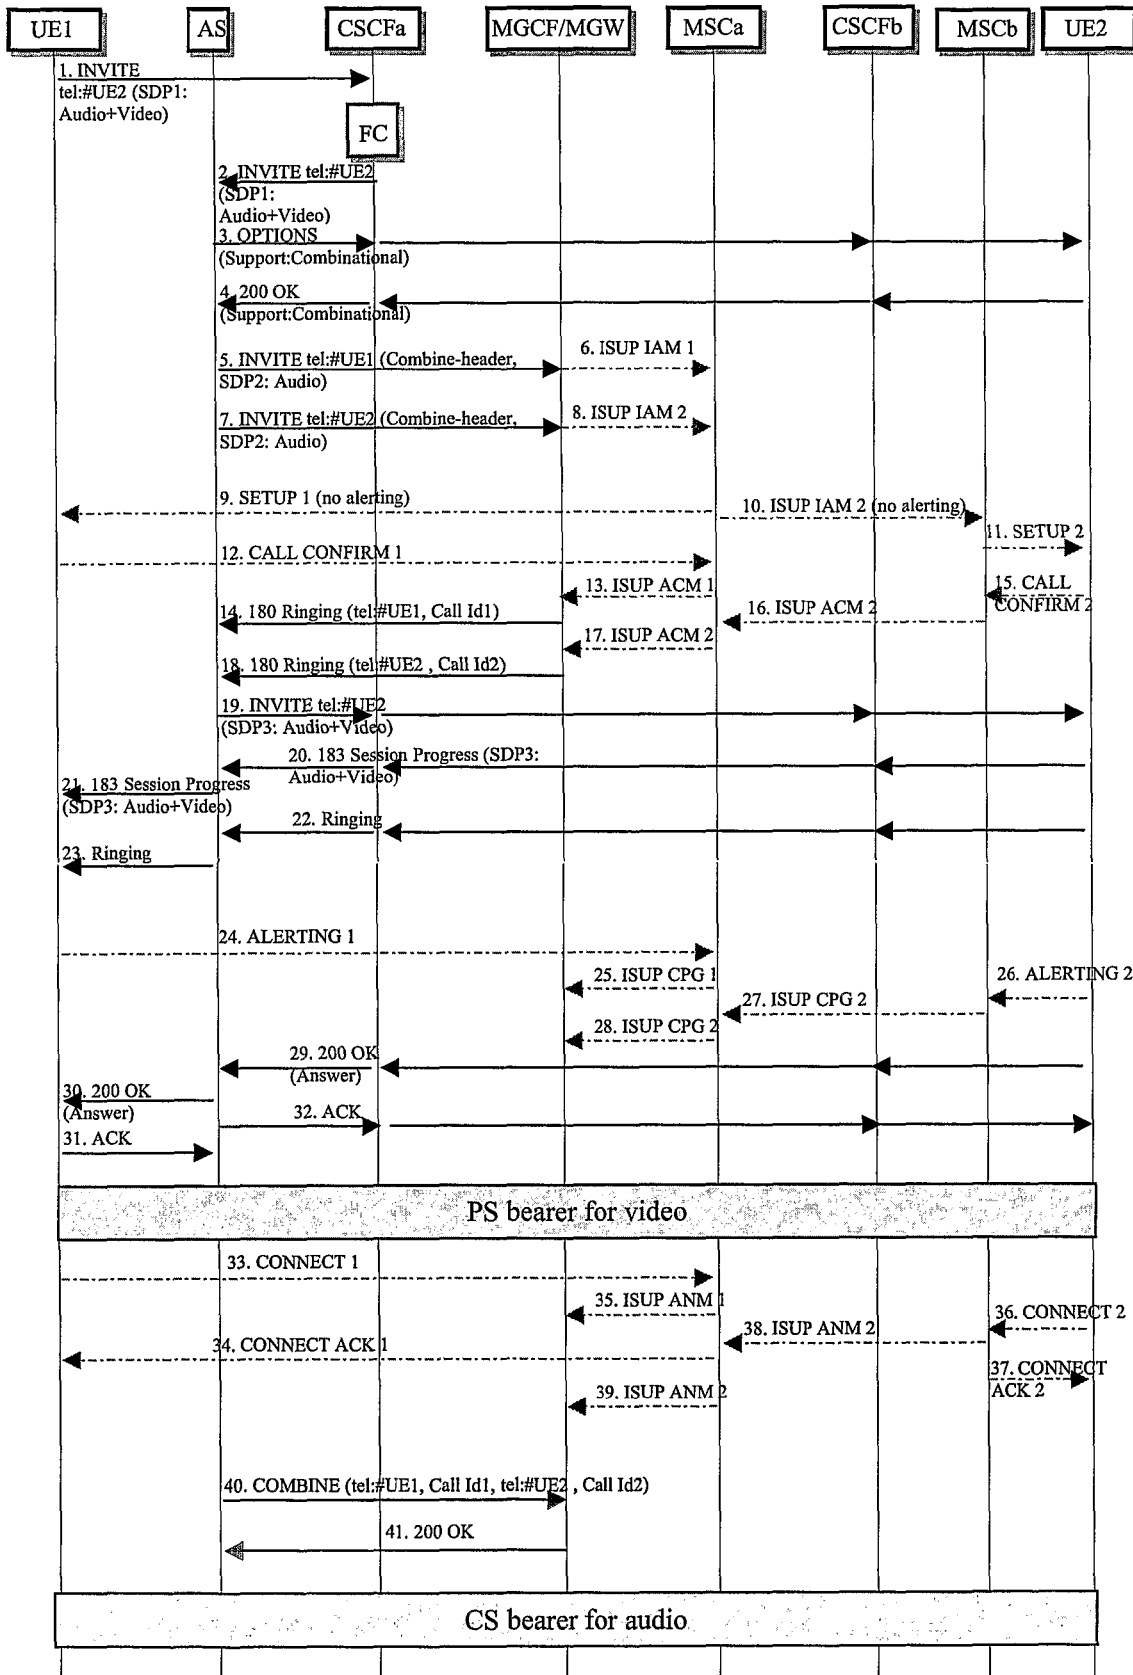 UE1 AS CSCFa MGCF/MGW MSCa CSCFb MSCb UE2
1. INVITE
tel:#UE2 (SDP1:
Audio+Video)
FC
2. INVITE tel:#UE2
(SDP1:
Audio+Video)
3. OPTIONS
(Support:Combinational)
4. 200 OK
(Support:Combinational)
5. INVITE tel:#UE1 (Combine-header,
SDP2: Audio)
6. ISUP IAM 1
7. INVITE tel:#UE2 (Combine-header,
SDP2: Audio)
8. ISUP IAM 2
9. SETUP 1 (no alerting)
10. ISUP IAM 2 (no alerting)
11. SETUP 2
12. CALL CONFIRM 1
13. ISUP ACM 1
14. 180 Ringing (tel:#UE1, Call Id1)
15. CALL
CONFIRM 2
16. ISUP ACM 2
17. ISUP ACM 2
18. 180 Ringing (tel:#UE2 , Call Id2)
19. INVITE tel:#UE2
(SDP3: Audio+Video)
20. 183 Session Progress (SDP3:
Audio+Video)
21. 183 Session Progress
(SDP3: Audio+Video)
22. Ringing
23. Ringing
24. ALERTING 1
25. ISUP CPG 1
26. ALERTING 2
27. ISUP CPG 2
28. ISUP CPG 2
29. 200 OK
(Answer)
30. 200 OK
(Answer)
32. ACK
31. ACK
PS bearer for video
33. CONNECT 1
35. ISUP ANM 1
36. CONNECT 2
38. ISUP ANM 2
34. CONNECT ACK 1
37. CONNECT
ACK 2
39. ISUP ANM 2
40. COMBINE (tel:#UE1, Call Id1, tel:#UE2 , Call Id2)
41. 200 OK
CS bearer for audio